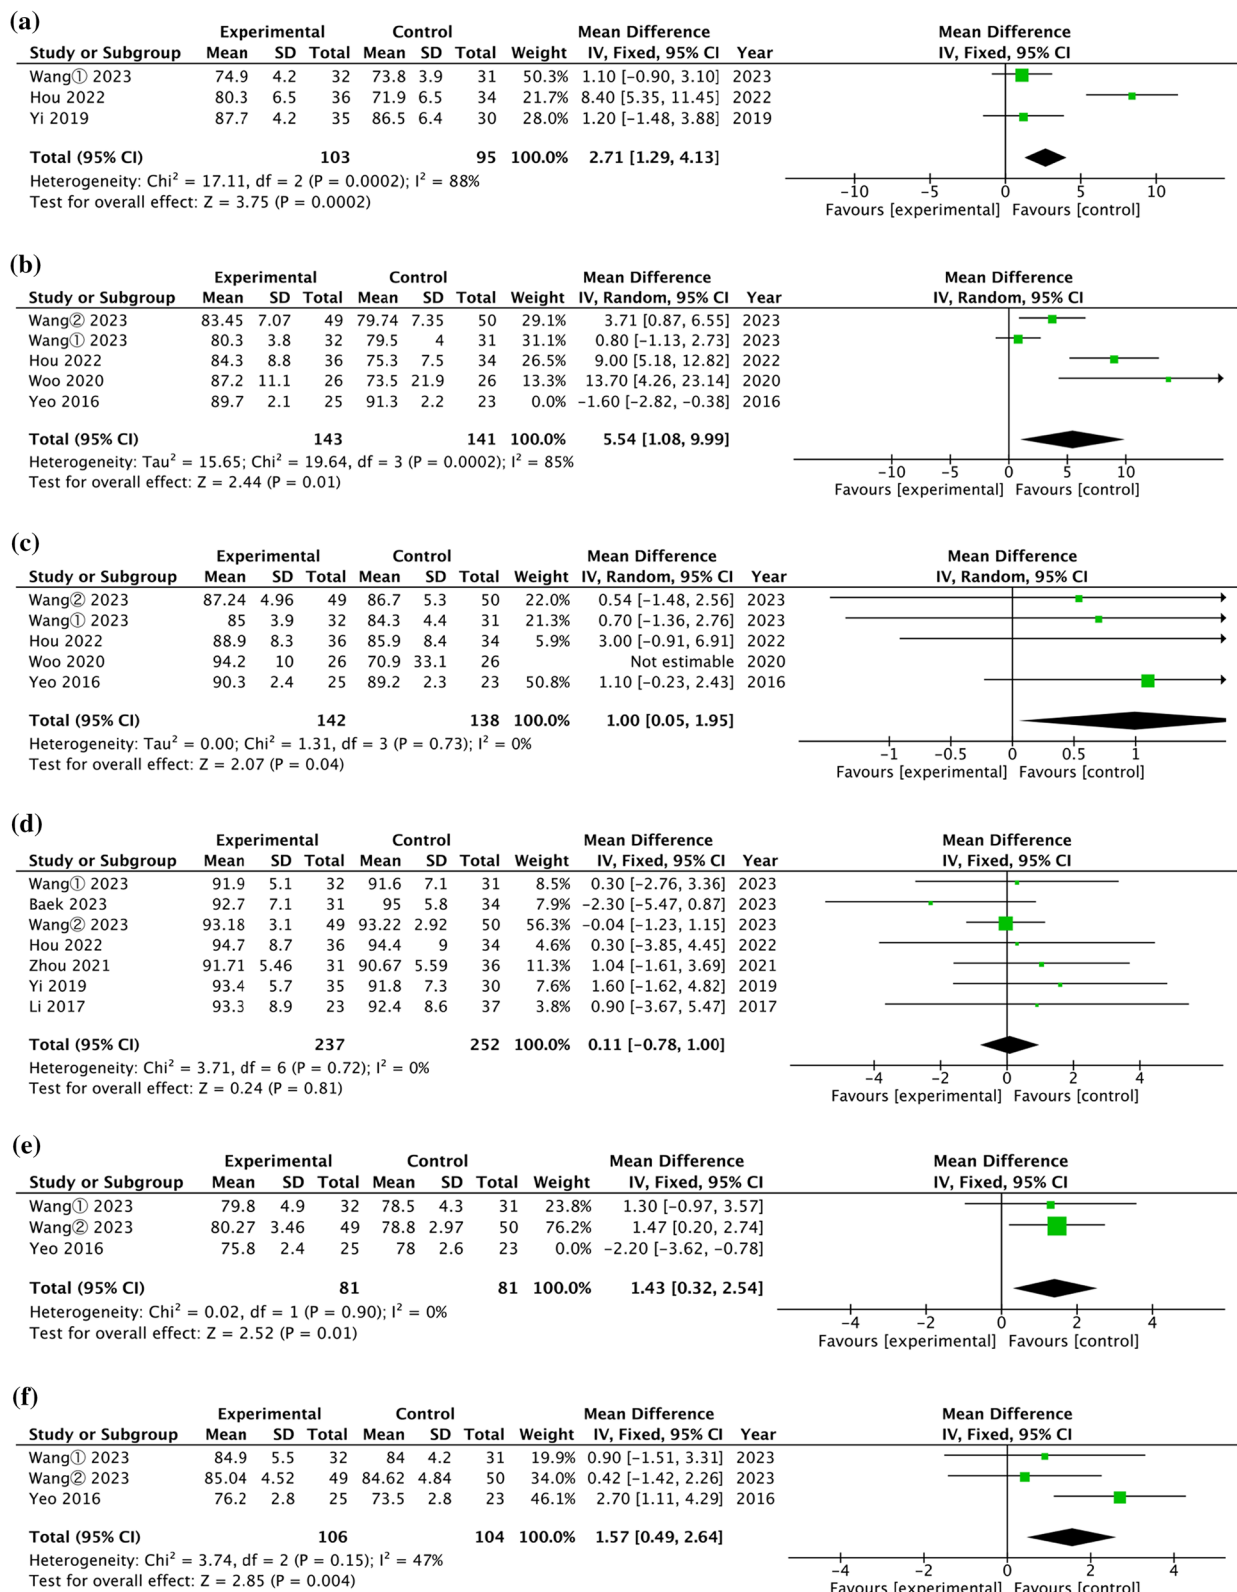 (a)
Experimental Control Mean Difference Mean Difference
Study or Subgroup Mean SD Total Mean SD Total Weight IV, Fixed, 95% CI Year IV, Fixed, 95% CI
Wang① 2023 74.9 4.2 32 73.8 3.9 31 50.3% 1.10 [−0.90, 3.10] 2023
Hou 2022 80.3 6.5 36 71.9 6.5 34 21.7% 8.40 [5.35, 11.45] 2022
Yi 2019 87.7 4.2 35 86.5 6.4 30 28.0% 1.20 [−1.48, 3.88] 2019
Total (95% CI) 103 95 100.0% 2.71 [1.29, 4.13]
Heterogeneity: Chi² = 17.11, df = 2 (P = 0.0002); I² = 88%
Test for overall effect: Z = 3.75 (P = 0.0002)
−10 −5 0 5 10
Favours [experimental] Favours [control]
(b)
Experimental Control Mean Difference Mean Difference
Study or Subgroup Mean SD Total Mean SD Total Weight IV, Random, 95% CI Year IV, Random, 95% CI
Wang② 2023 83.45 7.07 49 79.74 7.35 50 29.1% 3.71 [0.87, 6.55] 2023
Wang① 2023 80.3 3.8 32 79.5 4 31 31.1% 0.80 [−1.13, 2.73] 2023
Hou 2022 84.3 8.8 36 75.3 7.5 34 26.5% 9.00 [5.18, 12.82] 2022
Woo 2020 87.2 11.1 26 73.5 21.9 26 13.3% 13.70 [4.26, 23.14] 2020
Yeo 2016 89.7 2.1 25 91.3 2.2 23 0.0% −1.60 [−2.82, −0.38] 2016
Total (95% CI) 143 141 100.0% 5.54 [1.08, 9.99]
Heterogeneity: Tau² = 15.65; Chi² = 19.64, df = 3 (P = 0.0002); I² = 85%
Test for overall effect: Z = 2.44 (P = 0.01)
−10 −5 0 5 10
Favours [experimental] Favours [control]
(c)
Experimental Control Mean Difference Mean Difference
Study or Subgroup Mean SD Total Mean SD Total Weight IV, Random, 95% CI Year IV, Random, 95% CI
Wang② 2023 87.24 4.96 49 86.7 5.3 50 22.0% 0.54 [−1.48, 2.56] 2023
Wang① 2023 85 3.9 32 84.3 4.4 31 21.3% 0.70 [−1.36, 2.76] 2023
Hou 2022 88.9 8.3 36 85.9 8.4 34 5.9% 3.00 [−0.91, 6.91] 2022
Woo 2020 94.2 10 26 70.9 33.1 26 Not estimable 2020
Yeo 2016 90.3 2.4 25 89.2 2.3 23 50.8% 1.10 [−0.23, 2.43] 2016
Total (95% CI) 142 138 100.0% 1.00 [0.05, 1.95]
Heterogeneity: Tau² = 0.00; Chi² = 1.31, df = 3 (P = 0.73); I² = 0%
Test for overall effect: Z = 2.07 (P = 0.04)
−1 −0.5 0 0.5 1
Favours [experimental] Favours [control]
(d)
Experimental Control Mean Difference Mean Difference
Study or Subgroup Mean SD Total Mean SD Total Weight IV, Fixed, 95% CI Year IV, Fixed, 95% CI
Wang① 2023 91.9 5.1 32 91.6 7.1 31 8.5% 0.30 [−2.76, 3.36] 2023
Baek 2023 92.7 7.1 31 95 5.8 34 7.9% −2.30 [−5.47, 0.87] 2023
Wang② 2023 93.18 3.1 49 93.22 2.92 50 56.3% −0.04 [−1.23, 1.15] 2023
Hou 2022 94.7 8.7 36 94.4 9 34 4.6% 0.30 [−3.85, 4.45] 2022
Zhou 2021 91.71 5.46 31 90.67 5.59 36 11.3% 1.04 [−1.61, 3.69] 2021
Yi 2019 93.4 5.7 35 91.8 7.3 30 7.6% 1.60 [−1.62, 4.82] 2019
Li 2017 93.3 8.9 23 92.4 8.6 37 3.8% 0.90 [−3.67, 5.47] 2017
Total (95% CI) 237 252 100.0% 0.11 [−0.78, 1.00]
Heterogeneity: Chi² = 3.71, df = 6 (P = 0.72); I² = 0%
Test for overall effect: Z = 0.24 (P = 0.81)
−4 −2 0 2 4
Favours [experimental] Favours [control]
(e)
Experimental Control Mean Difference Mean Difference
Study or Subgroup Mean SD Total Mean SD Total Weight IV, Fixed, 95% CI Year IV, Fixed, 95% CI
Wang① 2023 79.8 4.9 32 78.5 4.3 31 23.8% 1.30 [−0.97, 3.57] 2023
Wang② 2023 80.27 3.46 49 78.8 2.97 50 76.2% 1.47 [0.20, 2.74] 2023
Yeo 2016 75.8 2.4 25 78 2.6 23 0.0% −2.20 [−3.62, −0.78] 2016
Total (95% CI) 81 81 100.0% 1.43 [0.32, 2.54]
Heterogeneity: Chi² = 0.02, df = 1 (P = 0.90); I² = 0%
Test for overall effect: Z = 2.52 (P = 0.01)
−4 −2 0 2 4
Favours [experimental] Favours [control]
(f)
Experimental Control Mean Difference Mean Difference
Study or Subgroup Mean SD Total Mean SD Total Weight IV, Fixed, 95% CI Year IV, Fixed, 95% CI
Wang① 2023 84.9 5.5 32 84 4.2 31 19.9% 0.90 [−1.51, 3.31] 2023
Wang② 2023 85.04 4.52 49 84.62 4.84 50 34.0% 0.42 [−1.42, 2.26] 2023
Yeo 2016 76.2 2.8 25 73.5 2.8 23 46.1% 2.70 [1.11, 4.29] 2016
Total (95% CI) 106 104 100.0% 1.57 [0.49, 2.64]
Heterogeneity: Chi² = 3.74, df = 2 (P = 0.15); I² = 47%
Test for overall effect: Z = 2.85 (P = 0.004)
−4 −2 0 2 4
Favours [experimental] Favours [control]